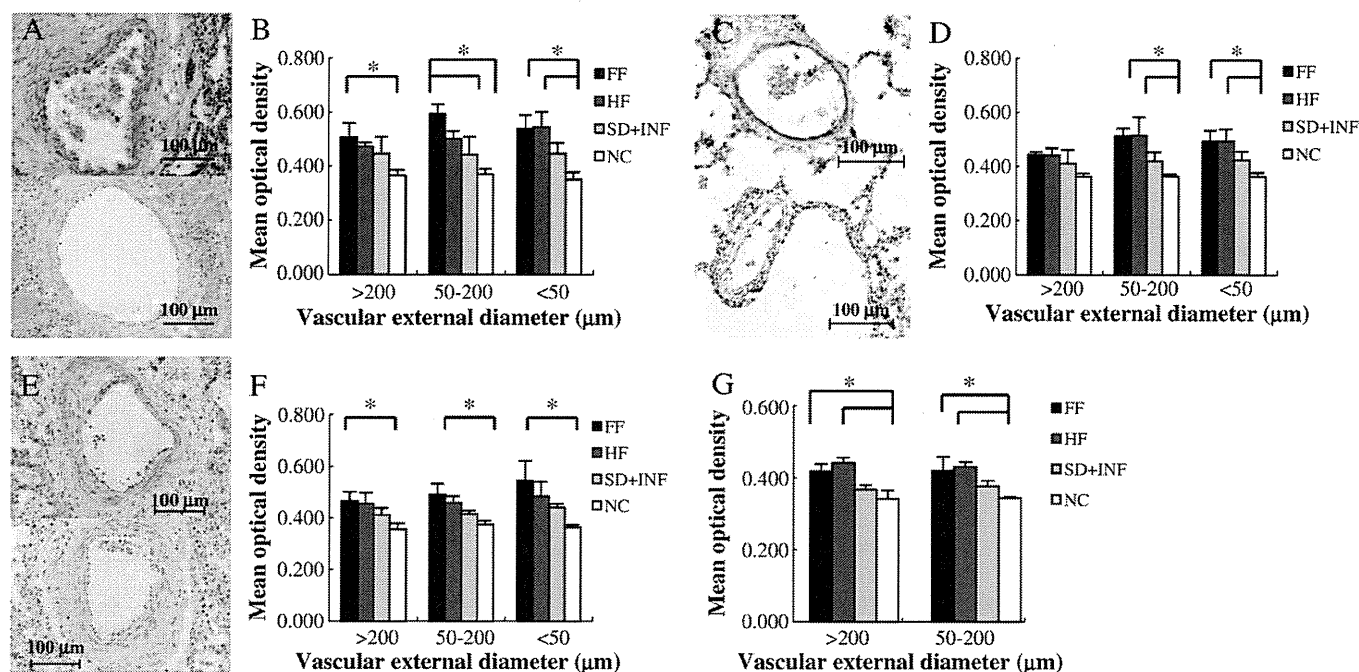 A
100 µm
100 µm
B
Mean optical density
0.800
0.600
0.400
0.200
0.000
*
*
*
FF
HF
SD+INF
NC
>200
50-200
<50
Vascular external diameter (µm)
C
100 µm
100 µm
D
Mean optical density
0.800
0.600
0.400
0.200
0.000
*
*
FF
HF
SD+INF
NC
>200
50-200
<50
Vascular external diameter (µm)
E
100 µm
100 µm
F
Mean optical density
0.800
0.600
0.400
0.200
0.000
*
*
*
FF
HF
SD+INF
NC
>200
50-200
<50
Vascular external diameter (µm)
G
Mean optical density
0.600
0.400
0.200
0.000
*
*
FF
HF
SD+INF
NC
>200
50-200
Vascular external diameter (µm)